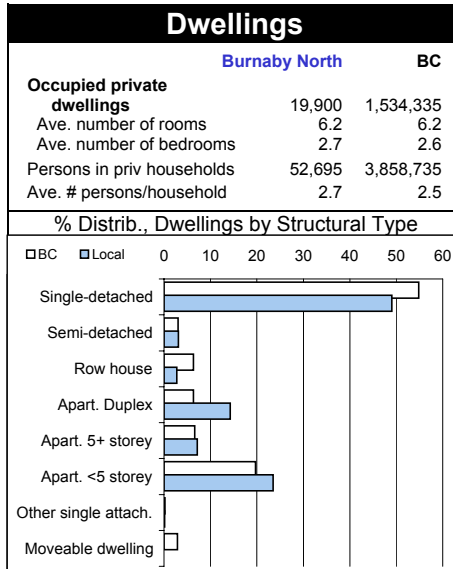 Dwellings
Burnaby North BC
Occupied private
dwellings 19,900 1,534,335
Ave. number of rooms 6.2 6.2
Ave. number of bedrooms 2.7 2.6
Persons in priv households 52,695 3,858,735
Ave. # persons/household 2.7 2.5
% Distrib., Dwellings by Structural Type
BC Local 0 10 20 30 40 50 60
Single-detached
Semi-detached
Row house
Apart. Duplex
Apart. 5+ storey
Apart. <5 storey
Other single attach.
Moveable dwelling